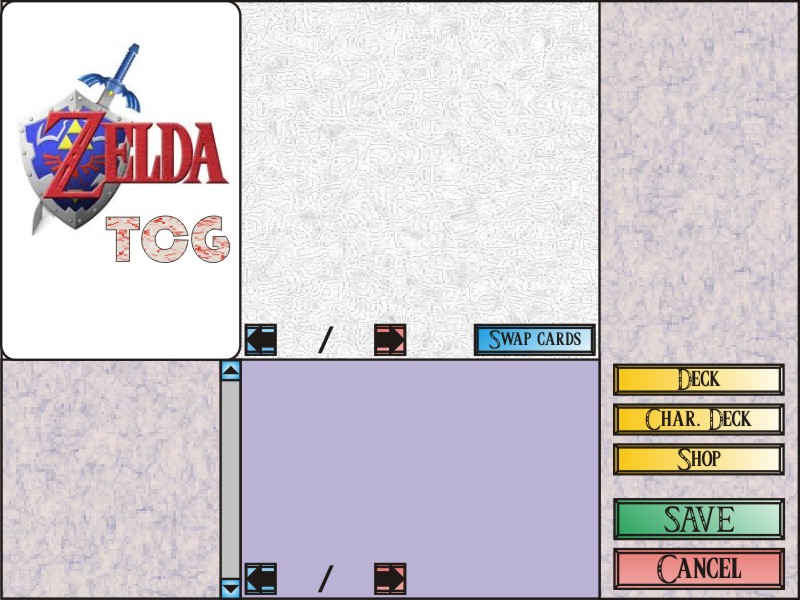 ZELDA
TCG
/
SWAP CARDS
DECK
CHAR. DECK
SHOP
SAVE
CANCEL
/